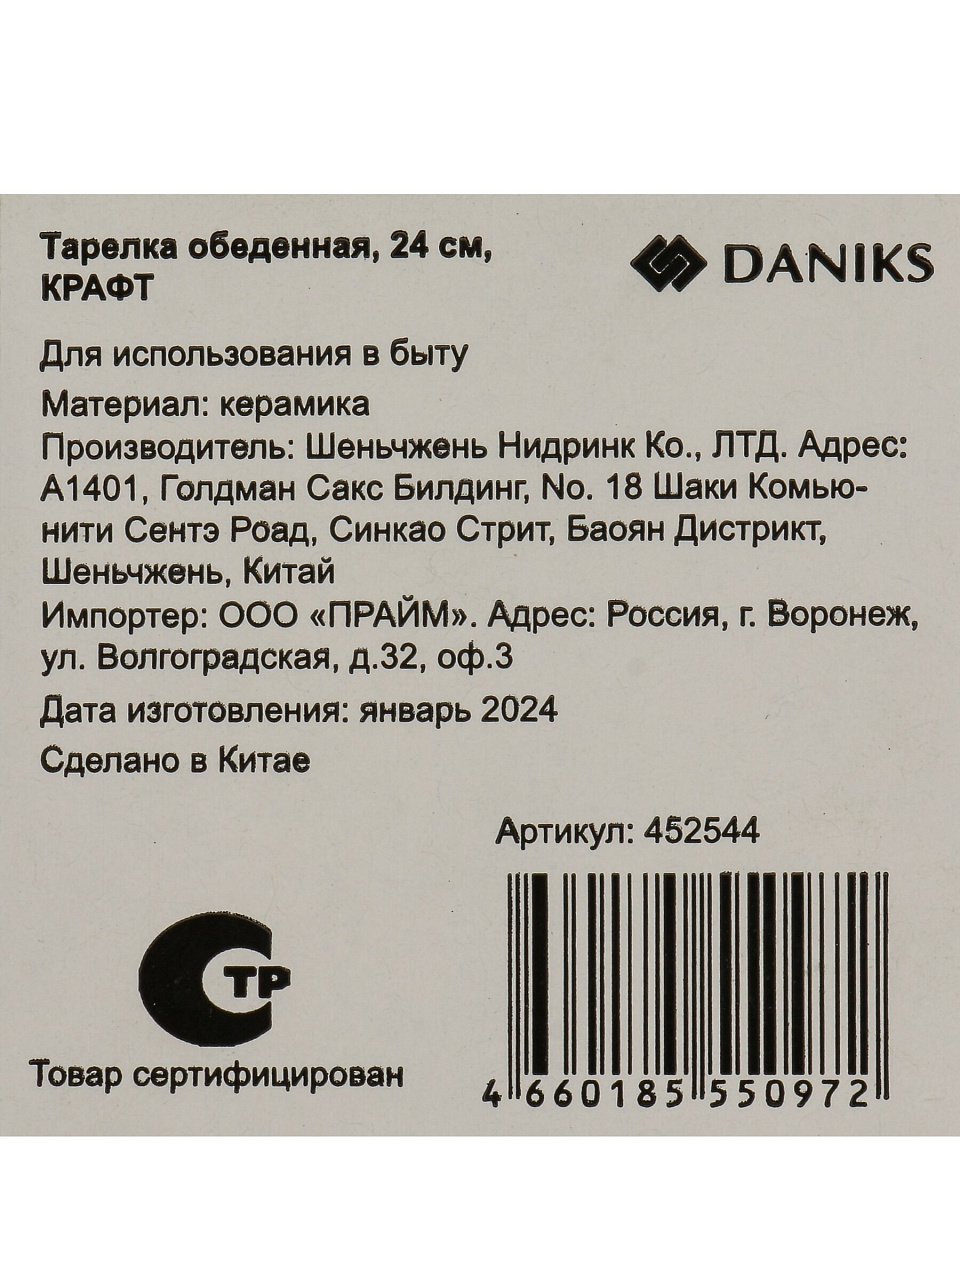 Тарелка обеденная, 24 см,
КРАФТ
DANIKS
Для использования в быту
Материал: керамика
Производитель: Шеньчжень Нидринк Ко., ЛТД. Адрес:
А1401, Голдман Сакс Билдинг, No. 18 Шаки Комью-
нити Сентэ Роад, Синкао Стрит, Баоян Дистрикт,
Шеньчжень, Китай
Импортер: ООО «ПРАЙМ». Адрес: Россия, г. Воронеж,
ул. Волгоградская, д.32, оф.3
Дата изготовления: январь 2024
Сделано в Китае
Артикул: 452544
ТР
Товар сертифицирован
4 660185 550972